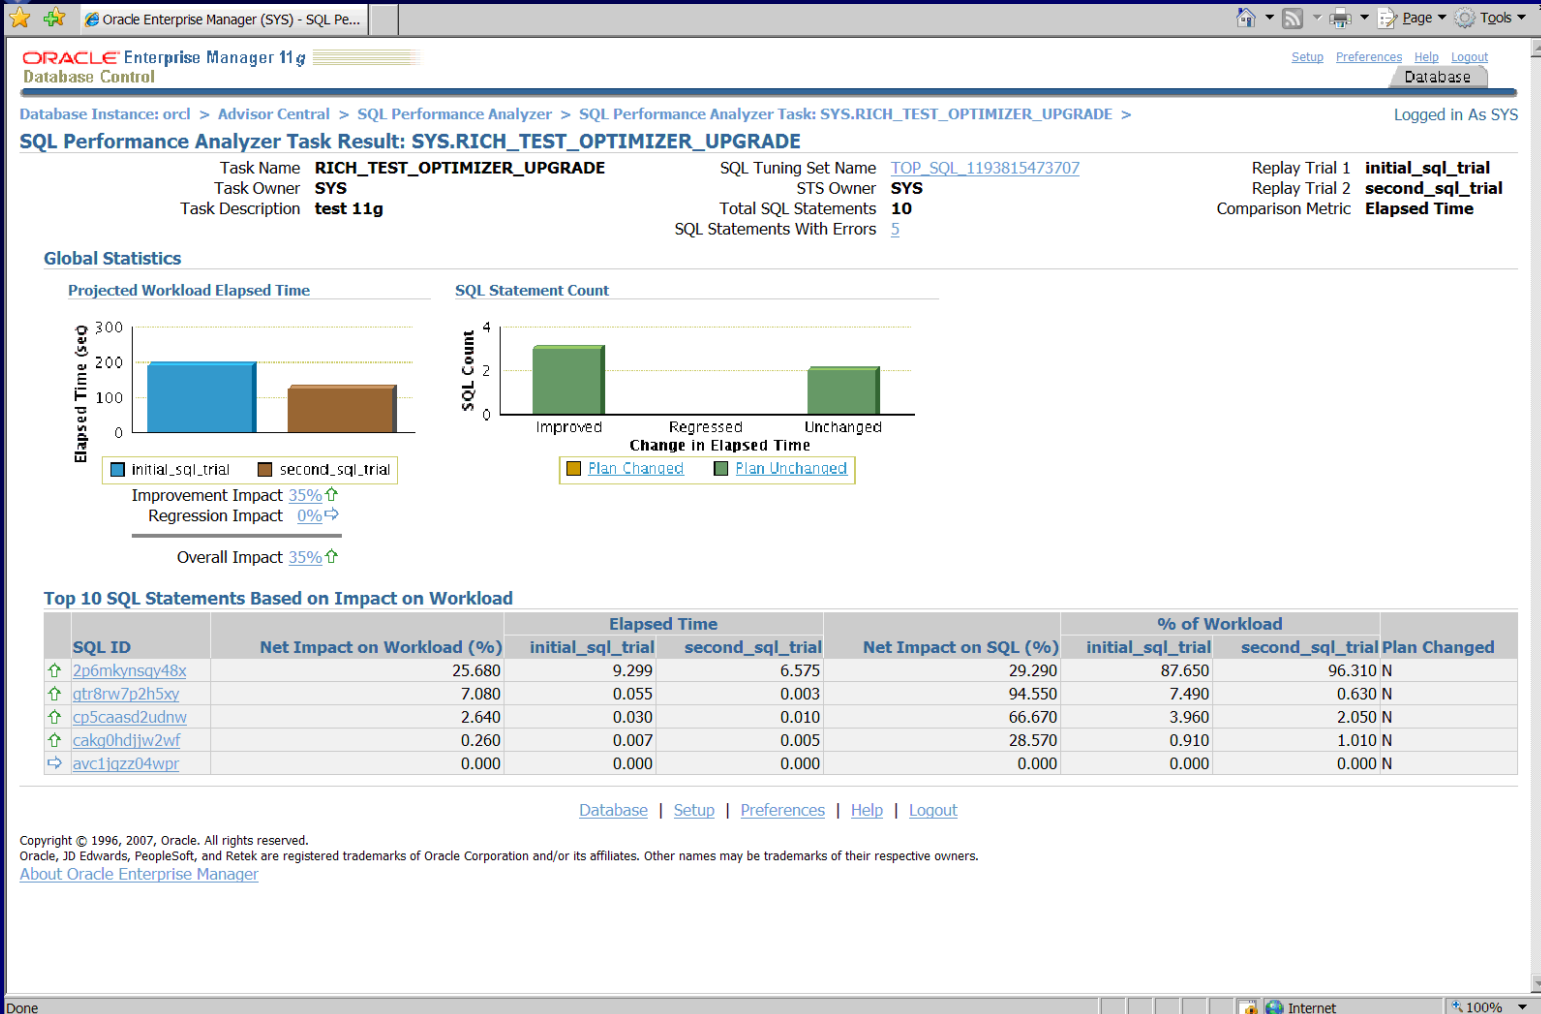 Oracle Enterprise Manager (SYS) - SQL Pe...
Page Tools
ORACLE Enterprise Manager 11g
Database Control
Setup Preferences Help Logout
Database
Database Instance: orcl > Advisor Central > SQL Performance Analyzer > SQL Performance Analyzer Task: SYS.RICH_TEST_OPTIMIZER_UPGRADE >
Logged in As SYS
SQL Performance Analyzer Task Result: SYS.RICH_TEST_OPTIMIZER_UPGRADE
Task Name RICH_TEST_OPTIMIZER_UPGRADE
Task Owner SYS
Task Description test 11g
SQL Tuning Set Name TOP_SQL_1193815473707
STS Owner SYS
Total SQL Statements 10
SQL Statements With Errors 5
Replay Trial 1 initial_sql_trial
Replay Trial 2 second_sql_trial
Comparison Metric Elapsed Time
Global Statistics
Projected Workload Elapsed Time
Elapsed Time (sec)
300
200
100
0
initial_sql_trial second_sql_trial
Improvement Impact 35%
Regression Impact 0%
Overall Impact 35%
SQL Statement Count
SQL Count
4
2
0
Improved Regressed Unchanged
Change in Elapsed Time
Plan Changed Plan Unchanged
Top 10 SQL Statements Based on Impact on Workload
Elapsed Time % of Workload
SQL ID Net Impact on Workload (%) initial_sql_trial second_sql_trial Net Impact on SQL (%) initial_sql_trial second_sql_trial Plan Changed
2p6mkynsqy48x 25.680 9.299 6.575 29.290 87.650 96.310 N
gtr8rw7p2h5xy 7.080 0.055 0.003 94.550 7.490 0.630 N
cp5caasd2udnw 2.640 0.030 0.010 66.670 3.960 2.050 N
cakg0hdjjw2wf 0.260 0.007 0.005 28.570 0.910 1.010 N
avc1jqzz04wpr 0.000 0.000 0.000 0.000 0.000 0.000 N
Database | Setup | Preferences | Help | Logout
Copyright © 1996, 2007, Oracle. All rights reserved.
Oracle, JD Edwards, PeopleSoft, and Retek are registered trademarks of Oracle Corporation and/or its affiliates. Other names may be trademarks of their respective owners.
About Oracle Enterprise Manager
Done
Internet
100%